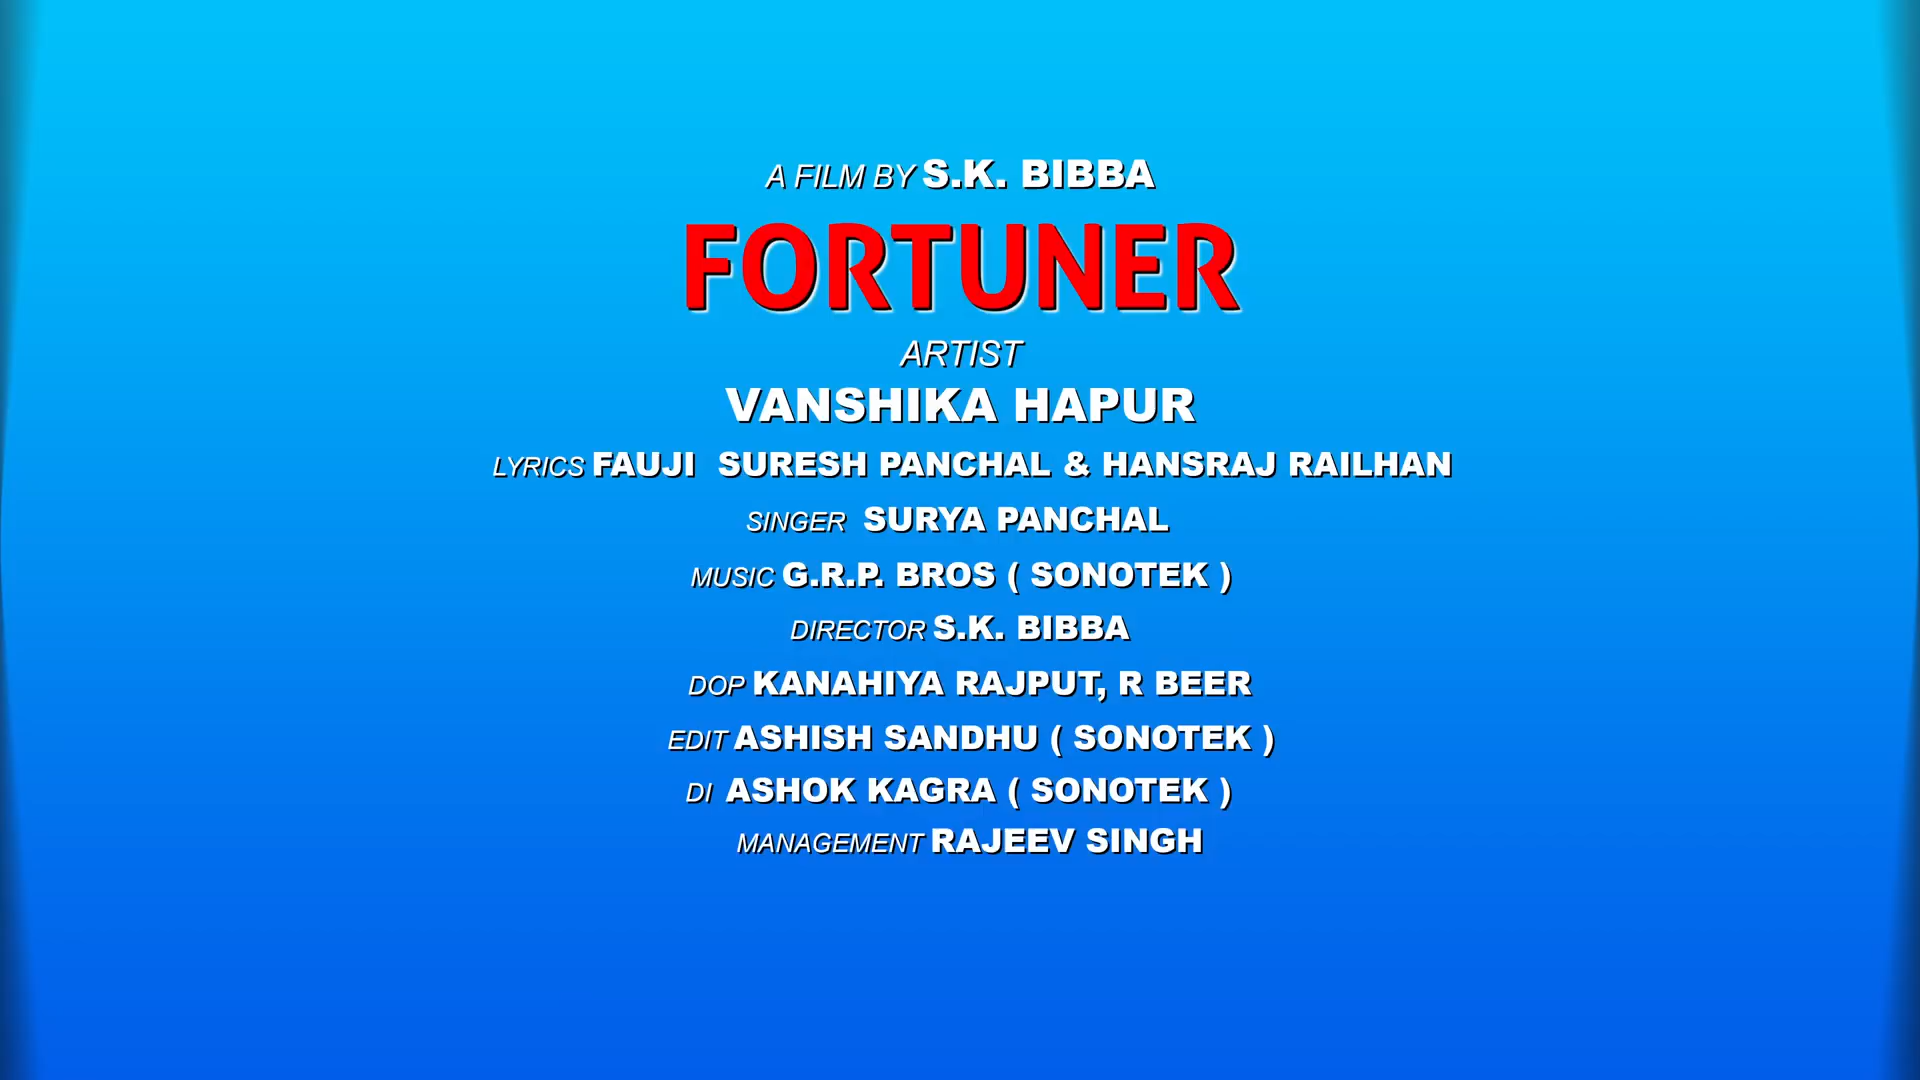 A FILM BY S.K. BIBBA
FORTUNER
ARTIST
VANSHIKA HAPUR
LYRICS FAUJI SURESH PANCHAL & HANSRAJ RAILHAN
SINGER SURYA PANCHAL
MUSIC G.R.P. BROS ( SONOTEK )
DIRECTOR S.K. BIBBA
DOP KANAHIYA RAJPUT, R BEER
EDIT ASHISH SANDHU ( SONOTEK )
DI ASHOK KAGRA ( SONOTEK )
MANAGEMENT RAJEEV SINGH